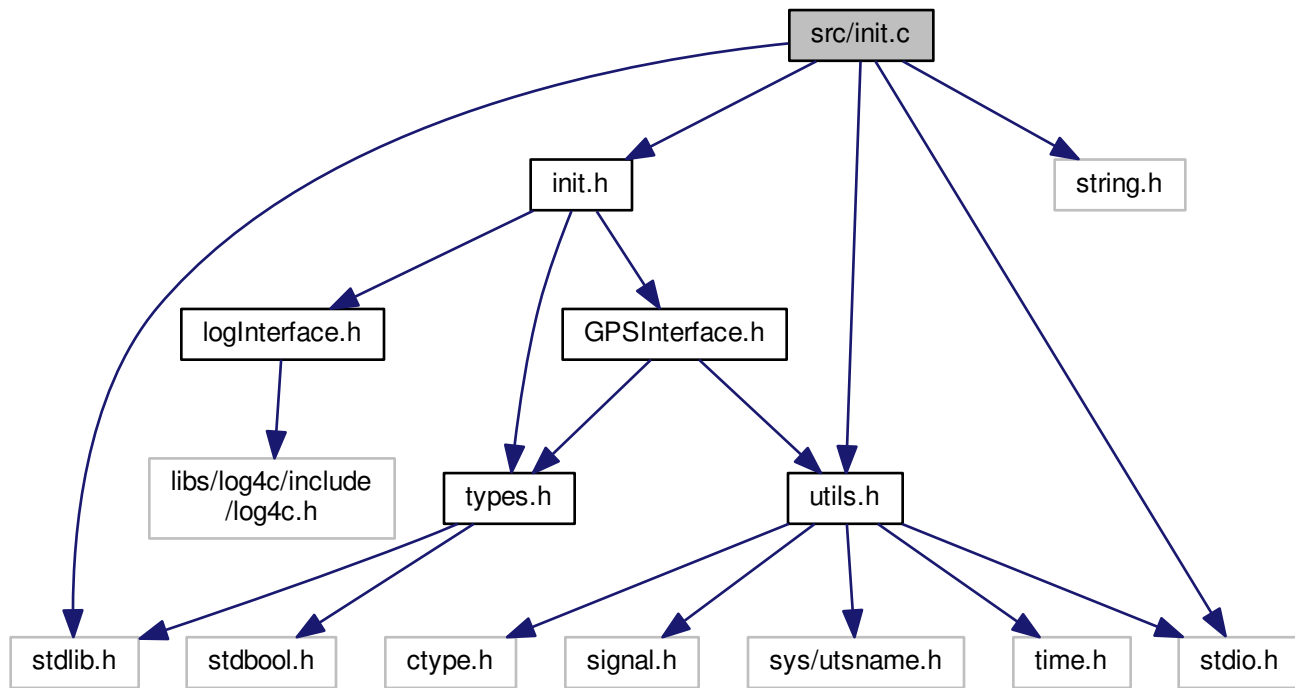 src/init.c
init.h
string.h
logInterface.h
GPSInterface.h
libs/log4c/include
/log4c.h
types.h
utils.h
stdlib.h
stdbool.h
ctype.h
signal.h
sys/utsname.h
time.h
stdio.h